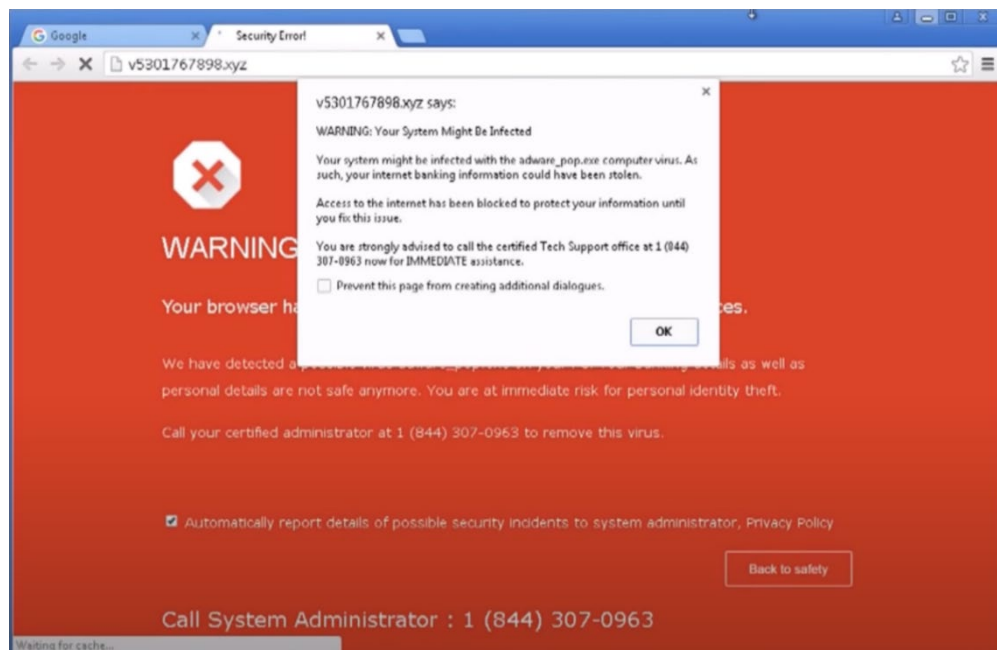 Google
Security Error!
v5301767898.xyz
v5301767898.xyz says:
WARNING: Your System Might Be Infected
Your system might be infected with the adware_pop.exe computer virus. As
such, your internet banking information could have been stolen.
Access to the internet has been blocked to protect your information until
you fix this issue.
You are strongly advised to call the certified Tech Support office at 1 (844)
307-0963 now for IMMEDIATE assistance.
Prevent this page from creating additional dialogues.
OK
WARNING
Your browser ha
ces.
We have detected a
ils as well as
personal details are not safe anymore. You are at immediate risk for personal identity theft.
Call your certified administrator at 1 (844) 307-0963 to remove this virus.
Automatically report details of possible security incidents to system administrator, Privacy Policy
Back to safety
Call System Administrator : 1 (844) 307-0963
Waiting for cache...